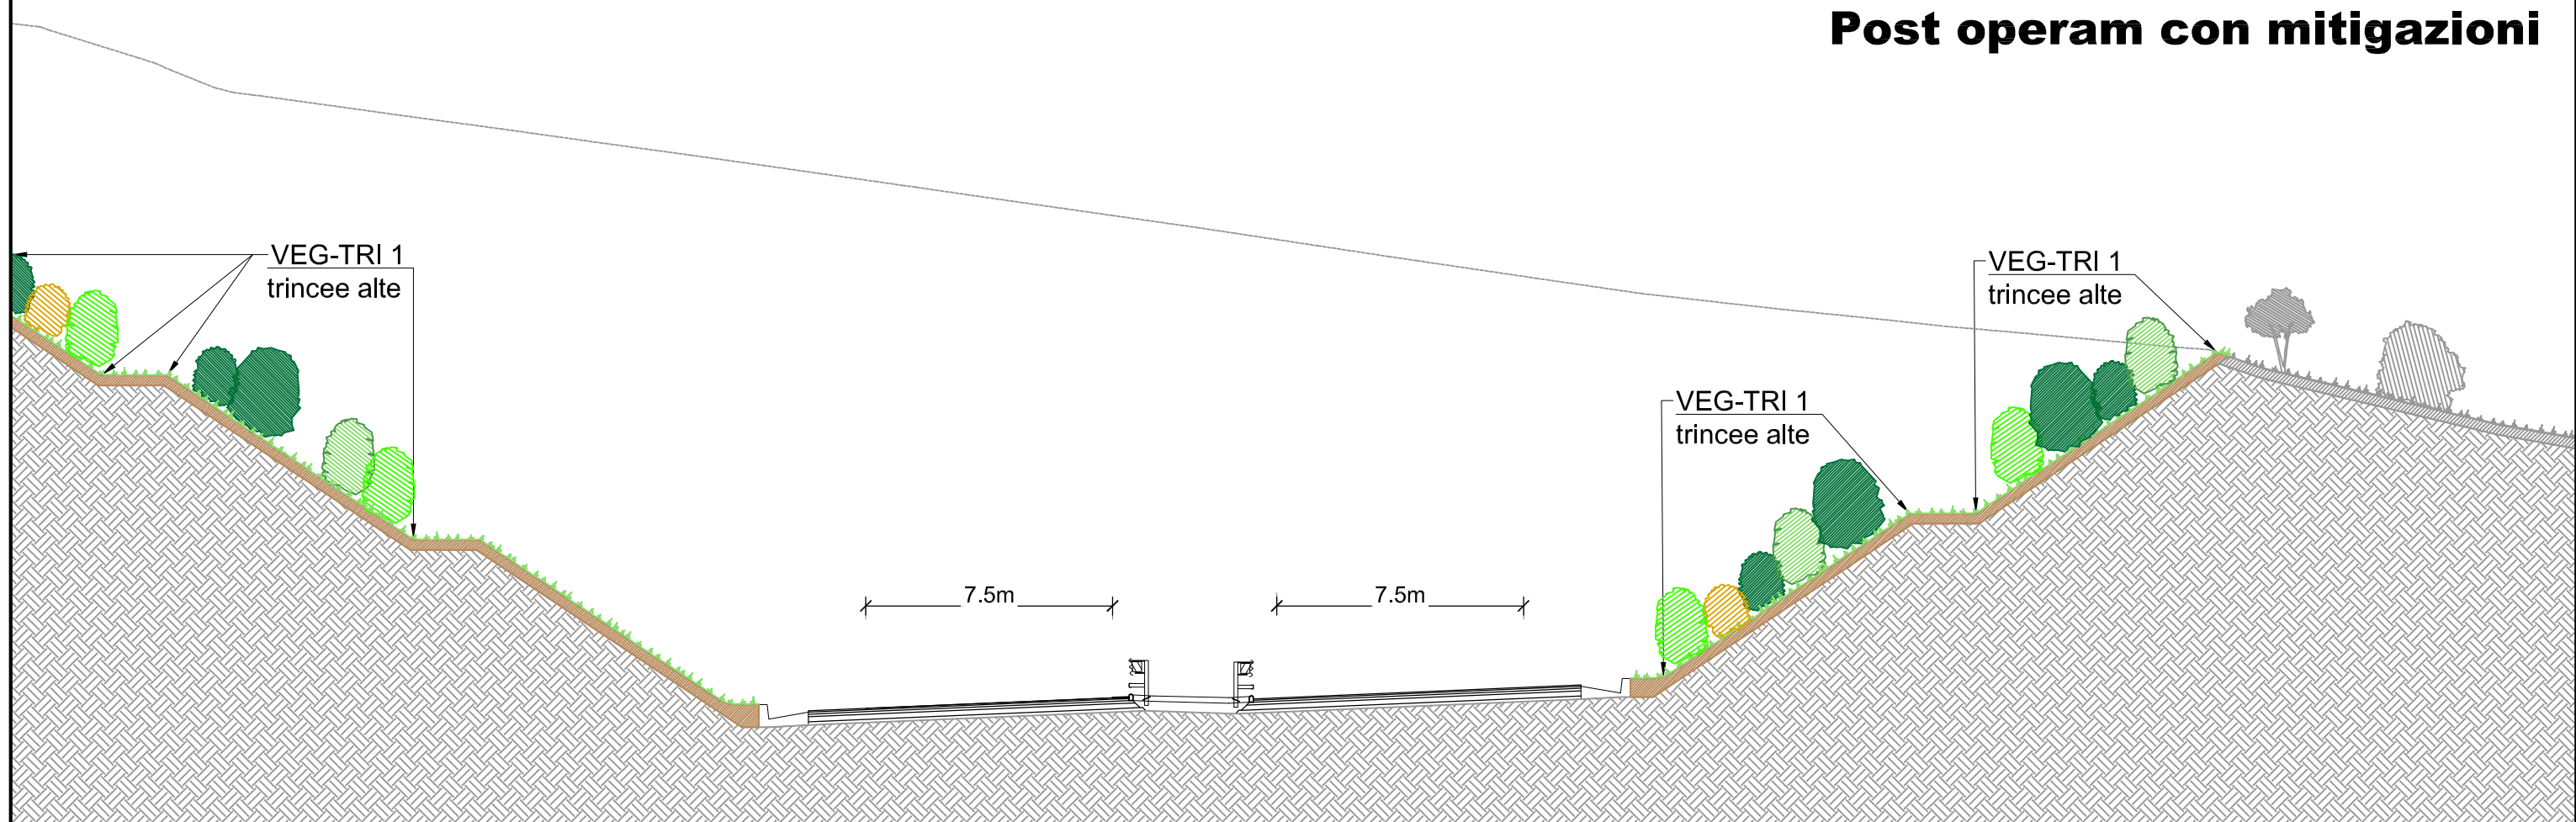 Post operam con mitigazioni
VEG-TRI 1
trincee alte
VEG-TRI 1
trincee alte
VEG-TRI 1
trincee alte
7.5m
7.5m